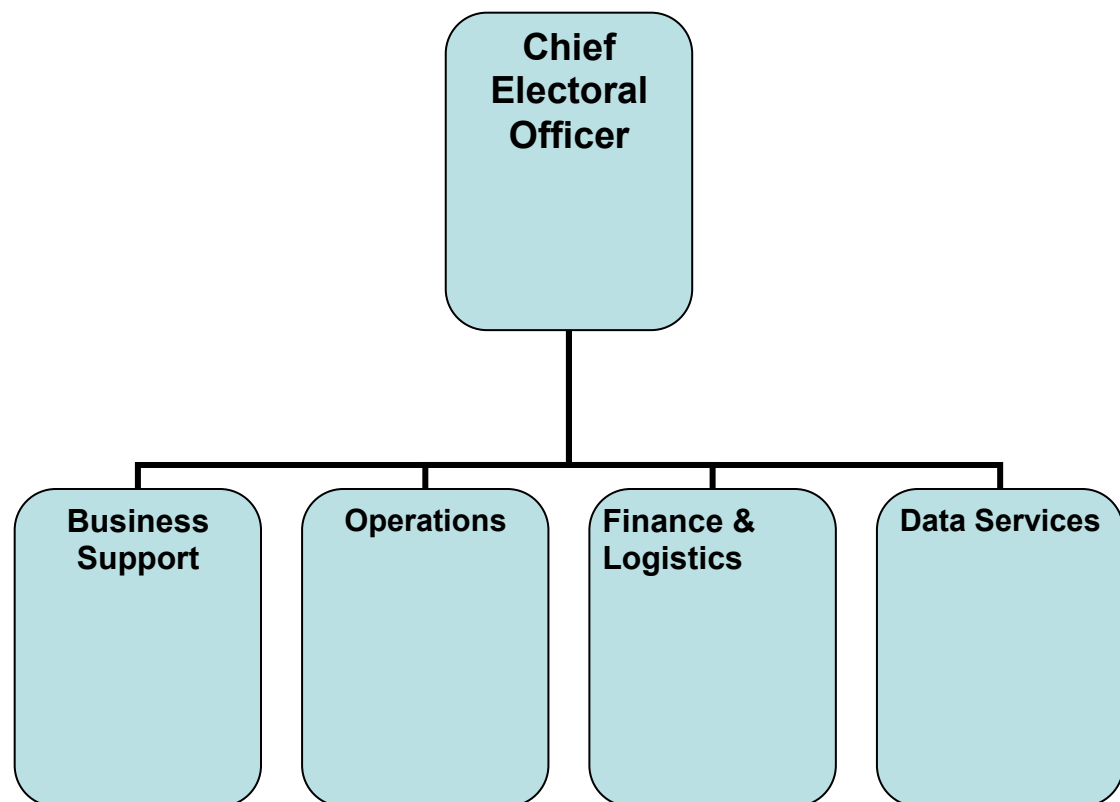 Chief
Electoral
Officer
Business
Support
Operations
Finance &
Logistics
Data Services